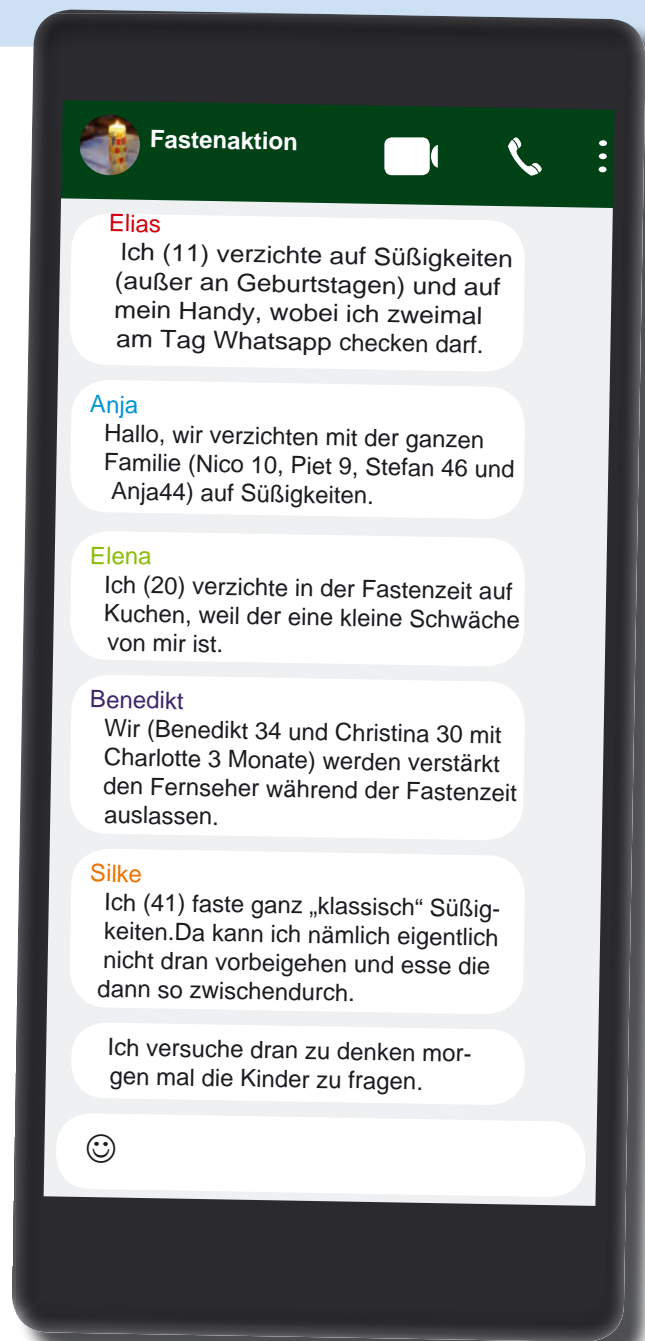 Fastenaktion
Elias
Ich (11) verzichte auf Süßigkeiten
(außer an Geburtstagen) und auf
mein Handy, wobei ich zweimal
am Tag Whatsapp checken darf.
Anja
Hallo, wir verzichten mit der ganzen
Familie (Nico 10, Piet 9, Stefan 46 und
Anja44) auf Süßigkeiten.
Elena
Ich (20) verzichte in der Fastenzeit auf
Kuchen, weil der eine kleine Schwäche
von mir ist.
Benedikt
Wir (Benedikt 34 und Christina 30 mit
Charlotte 3 Monate) werden verstärkt
den Fernseher während der Fastenzeit
auslassen.
Silke
Ich (41) faste ganz „klassisch“ Süßig-
keiten.Da kann ich nämlich eigentlich
nicht dran vorbeigehen und esse die
dann so zwischendurch.
Ich versuche dran zu denken mor-
gen mal die Kinder zu fragen.